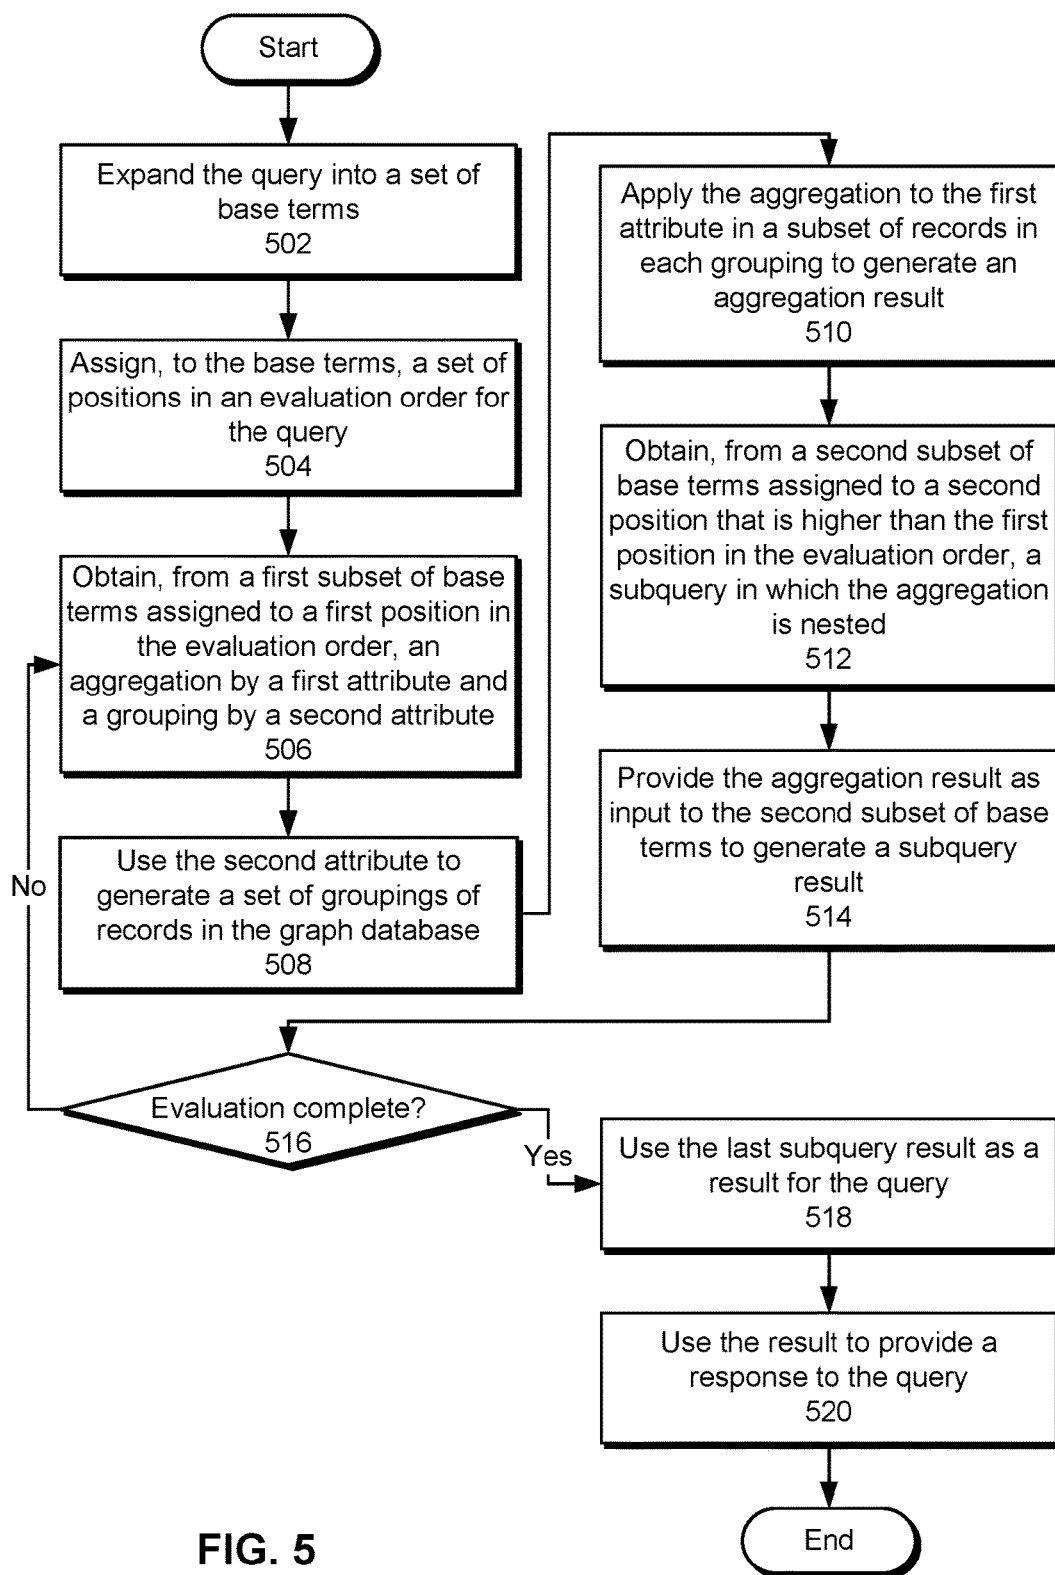 Start
Expand the query into a set of
base terms
502
Assign, to the base terms, a set of
positions in an evaluation order for
the query
504
Obtain, from a first subset of base
terms assigned to a first position in
the evaluation order, an
aggregation by a first attribute and
a grouping by a second attribute
506
Use the second attribute to
generate a set of groupings of
records in the graph database
508
Apply the aggregation to the first
attribute in a subset of records in
each grouping to generate an
aggregation result
510
Obtain, from a second subset of
base terms assigned to a second
position that is higher than the first
position in the evaluation order, a
subquery in which the aggregation
is nested
512
Provide the aggregation result as
input to the second subset of base
terms to generate a subquery
result
514
No
Evaluation complete?
516
Yes
Use the last subquery result as a
result for the query
518
Use the result to provide a
response to the query
520
End
FIG. 5